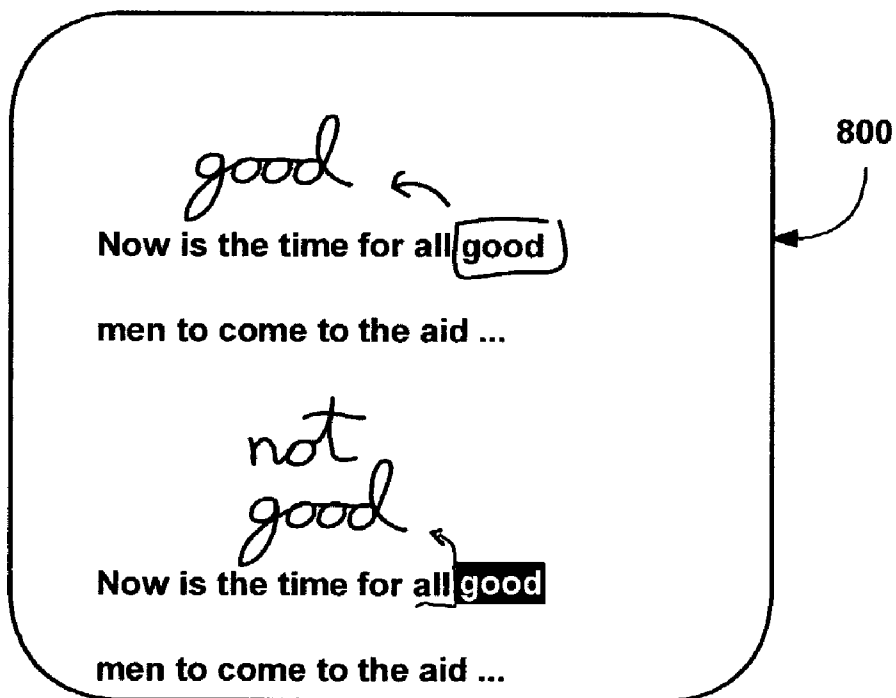 800
good
Now is the time for all good
men to come to the aid ...
not
good
Now is the time for all good
men to come to the aid ...